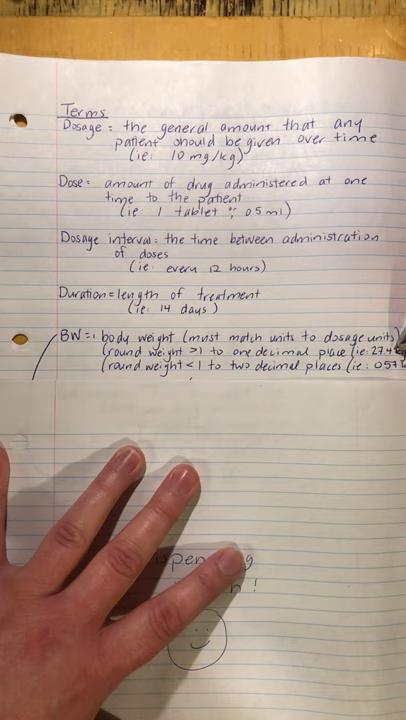 Terms
Dosage = the general amount that any
patient should be given over time
(ie: 10 mg/kg)
Dose = amount of drug administered at one
time to the patient
(ie: 1 tablet ; 0.5 ml)
Dosage interval = the time between administration
of doses
(ie: every 12 hours)
Duration = length of treatment
(ie: 14 days)
BW = body weight (must match units to dosage units)
(round weight >1 to one decimal place (ie: 27.4
(round weight <1 to two decimal places (ie: 0.57
!